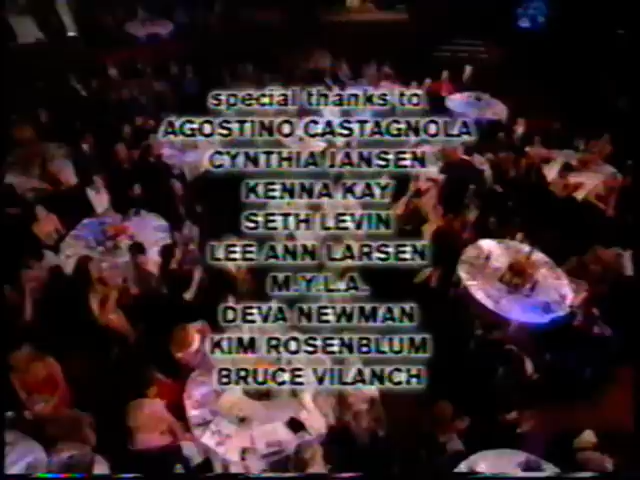 special thanks to
AGOSTINO CASTAGNOLA
CYNTHIA JANSEN
KENNA KAY
SETH LEVIN
LEE ANN LARSEN
M.Y.L.A.
DEVA NEWMAN
KIM ROSENBLUM
BRUCE VILANCH